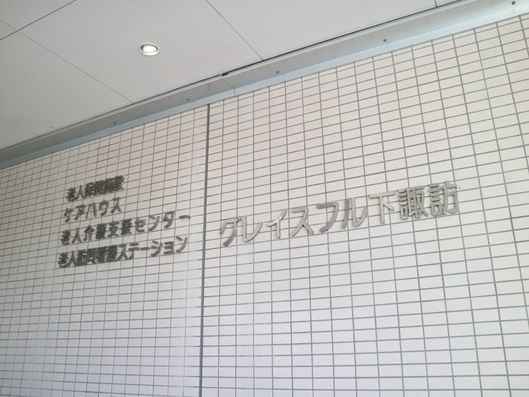 老人保健施設
ケアハウス
老人介護支援センター
老人訪問看護ステーション
グレイスフル下諏訪